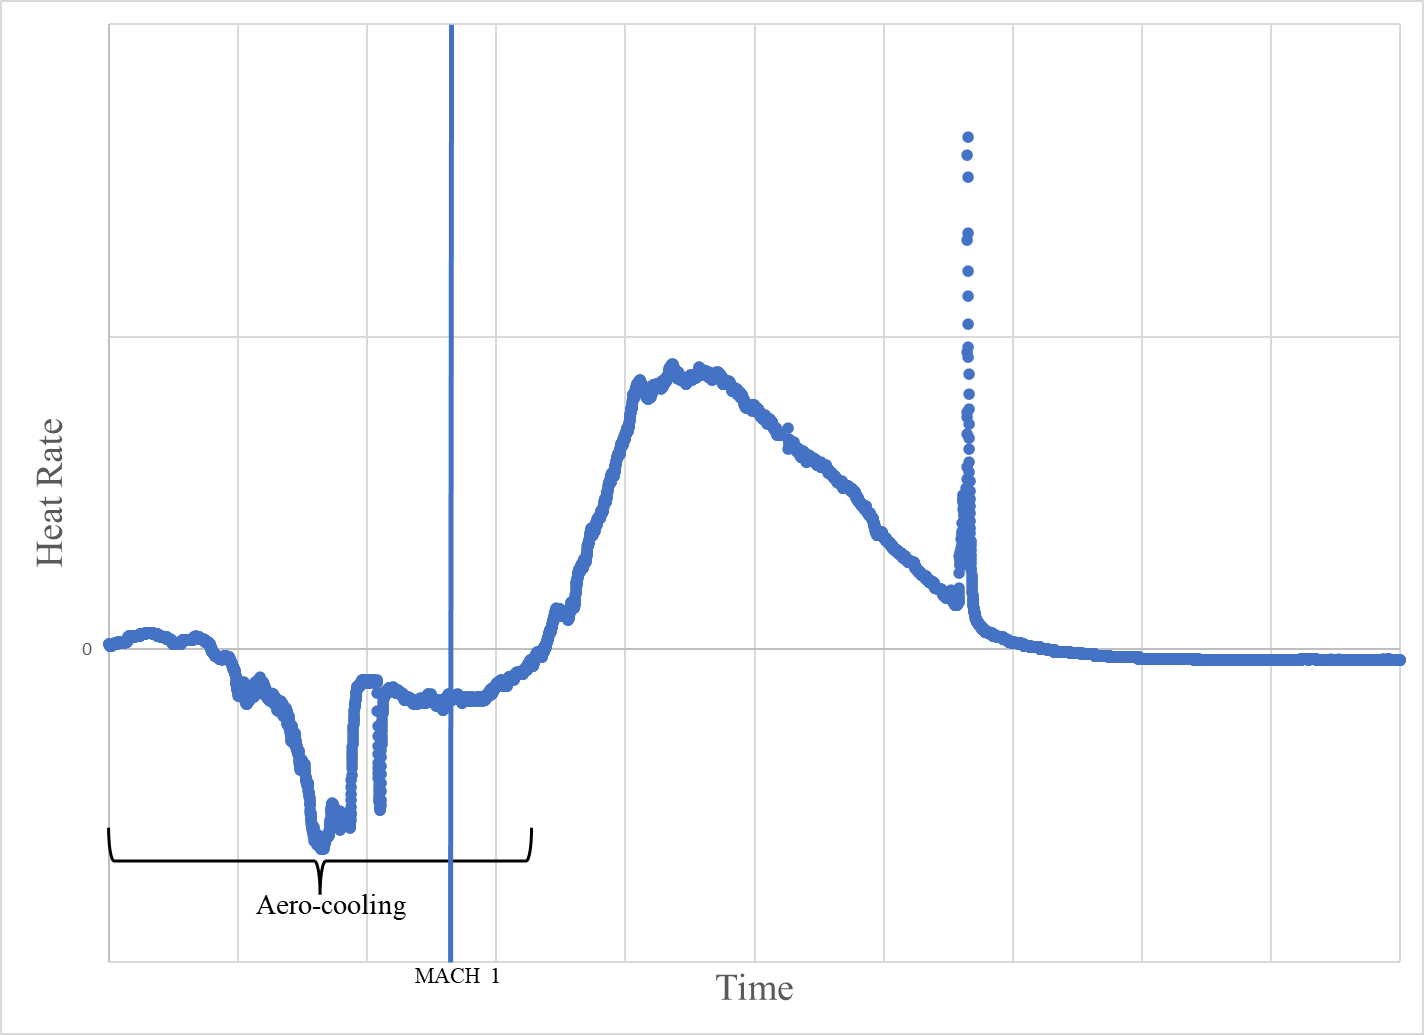 Heat Rate
0
Aero-cooling
MACH 1
Time